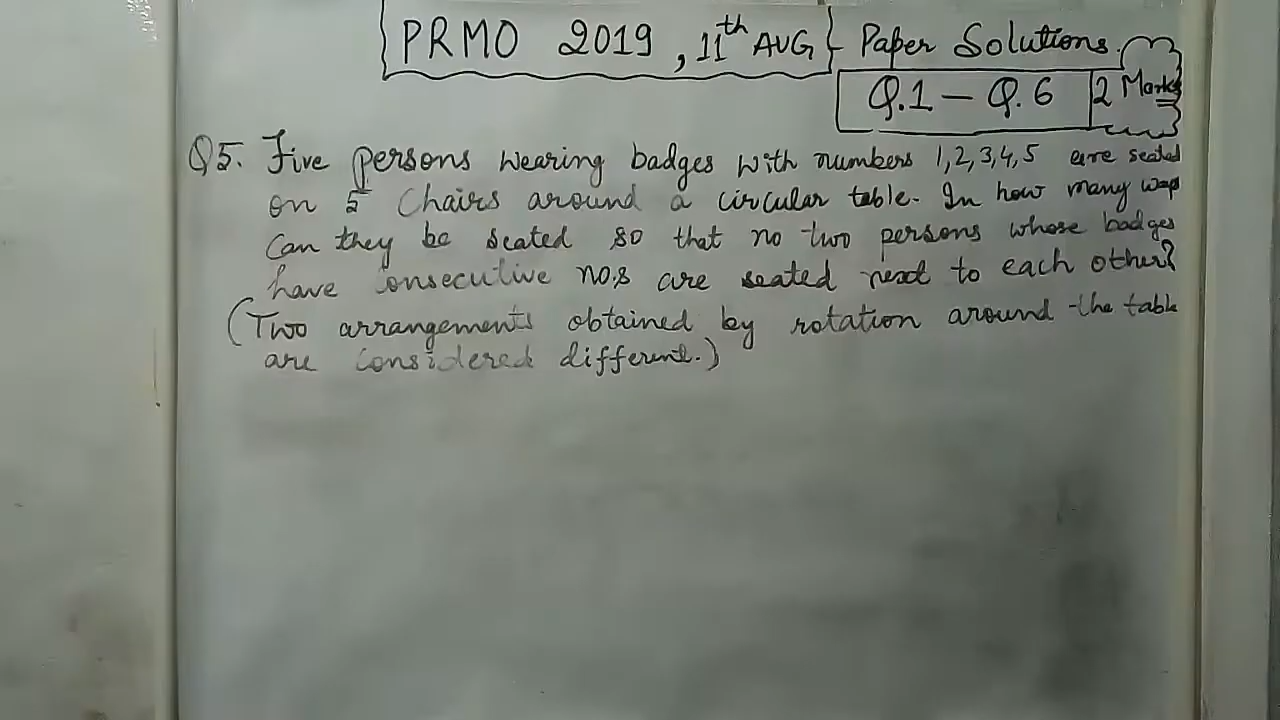 PRMO 2019, 11th AUG Paper Solutions
Q.1 - Q.6 2 Marks
Q5. Five persons wearing badges with numbers 1,2,3,4,5 are seated
on 5 Chairs around a circular table. In how many ways
can they be seated so that no two persons whose badges
have consecutive nos are seated next to each other?
(Two arrangements obtained by rotation around the table
are considered different.)